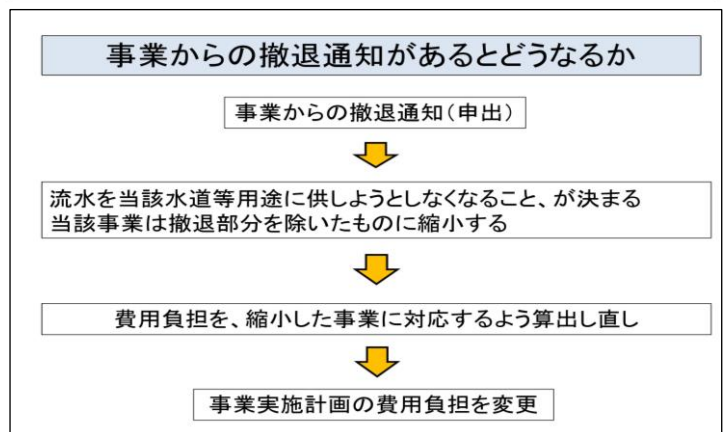 事業からの撤退通知があるとどうなるか
事業からの撤退通知(申出)
流水を当該水道等用途に供しようとしなくなること、が決まる
当該事業は撤退部分を除いたものに縮小する
費用負担を、縮小した事業に対応するよう算出し直し
事業実施計画の費用負担を変更